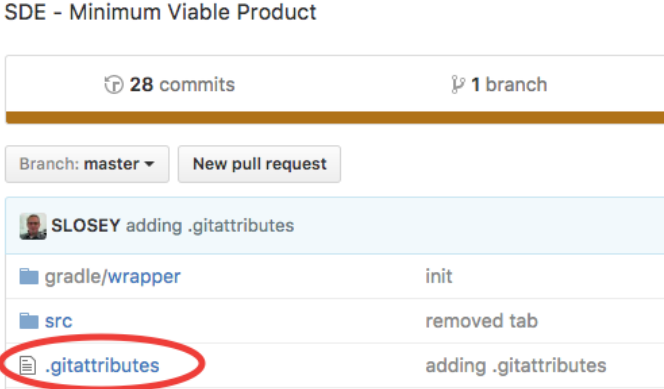 SDE - Minimum Viable Product
28 commits 1 branch
Branch: master New pull request
SLOSEY adding .gitattributes
gradle/wrapper init
src removed tab
.gitattributes adding .gitattributes